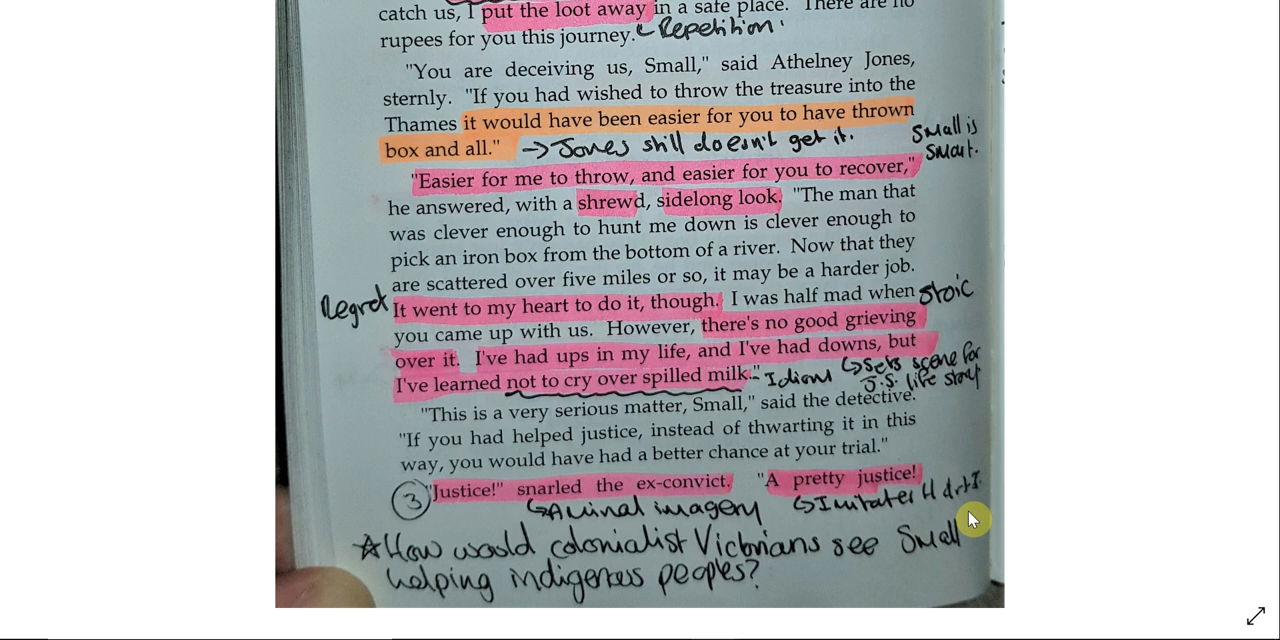 catch us, I put the loot away in a safe place. There are no
rupees for you this journey." Repetition
"You are deceiving us, Small," said Athelney Jones,
sternly. "If you had wished to throw the treasure into the
Thames it would have been easier for you to have thrown
box and all." → Jones still doesn't get it.
Small is
smart.
"Easier for me to throw, and easier for you to recover,"
he answered, with a shrewd, sidelong look. "The man that
was clever enough to hunt me down is clever enough to
pick an iron box from the bottom of a river. Now that they
are scattered over five miles or so, it may be a harder job.
Regret It went to my heart to do it, though. I was half mad when stoic
you came up with us. However, there's no good grieving
over it. I've had ups in my life, and I've had downs, but
I've learned not to cry over spilled milk." Idiom
Sets scene for
J.S. life story
"This is a very serious matter, Small," said the detective.
"If you had helped justice, instead of thwarting it in this
way, you would have had a better chance at your trial."
③ "Justice!" snarled the ex-convict. "A pretty justice!
Animal imagery
☆ How would colonialist Victorians see Small
helping indigenous peoples?